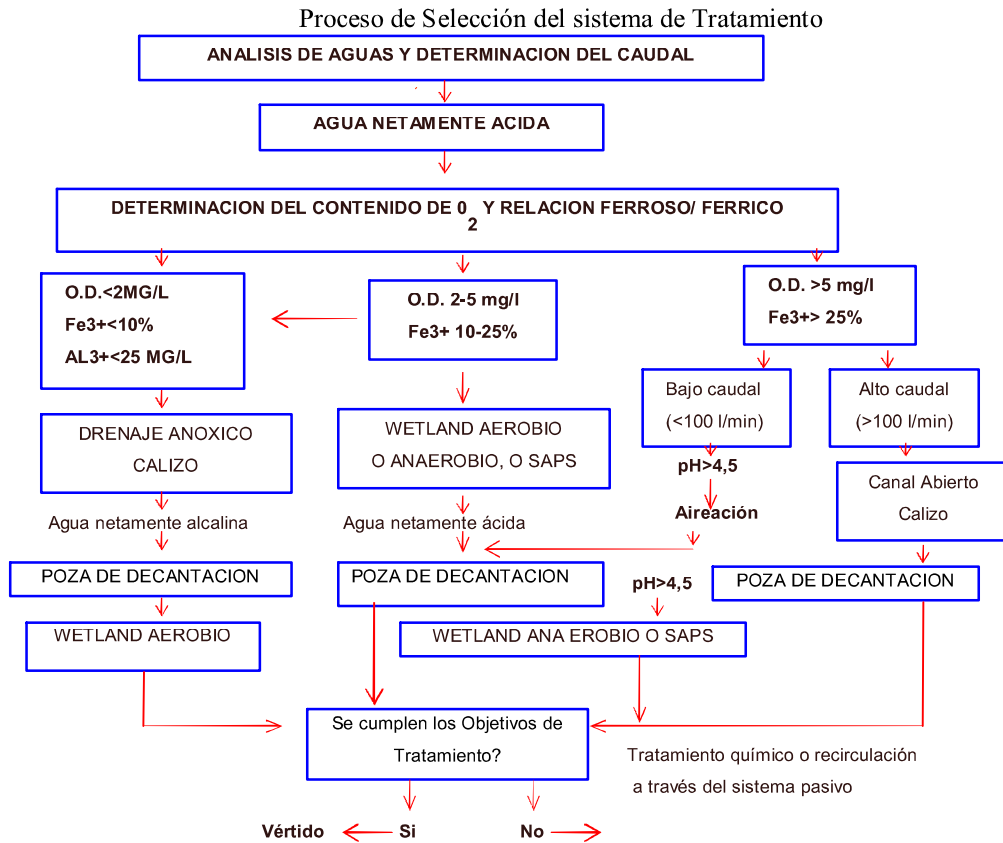 Proceso de Selección del sistema de Tratamiento
ANALISIS DE AGUAS Y DETERMINACION DEL CAUDAL
AGUA NETAMENTE ACIDA
DETERMINACION DEL CONTENIDO DE 02 Y RELACION FERROSO/ FERRICO
O.D.<2MG/L
Fe3+<10%
AL3+<25 MG/L
O.D. 2-5 mg/l
Fe3+ 10-25%
O.D. >5 mg/l
Fe3+> 25%
Bajo caudal
(<100 l/min)
Alto caudal
(>100 l/min)
DRENAJE ANOXICO
CALIZO
WETLAND AEROBIO
O ANAEROBIO, O SAPS
pH>4,5
Aireación
Canal Abierto
Calizo
Agua netamente alcalina
Agua netamente ácida
POZA DE DECANTACION
POZA DE DECANTACION
pH>4,5
POZA DE DECANTACION
WETLAND AEROBIO
WETLAND ANA EROBIO O SAPS
Se cumplen los Objetivos de
Tratamiento?
Tratamiento químico o recirculación
a través del sistema pasivo
Vértido
Si
No